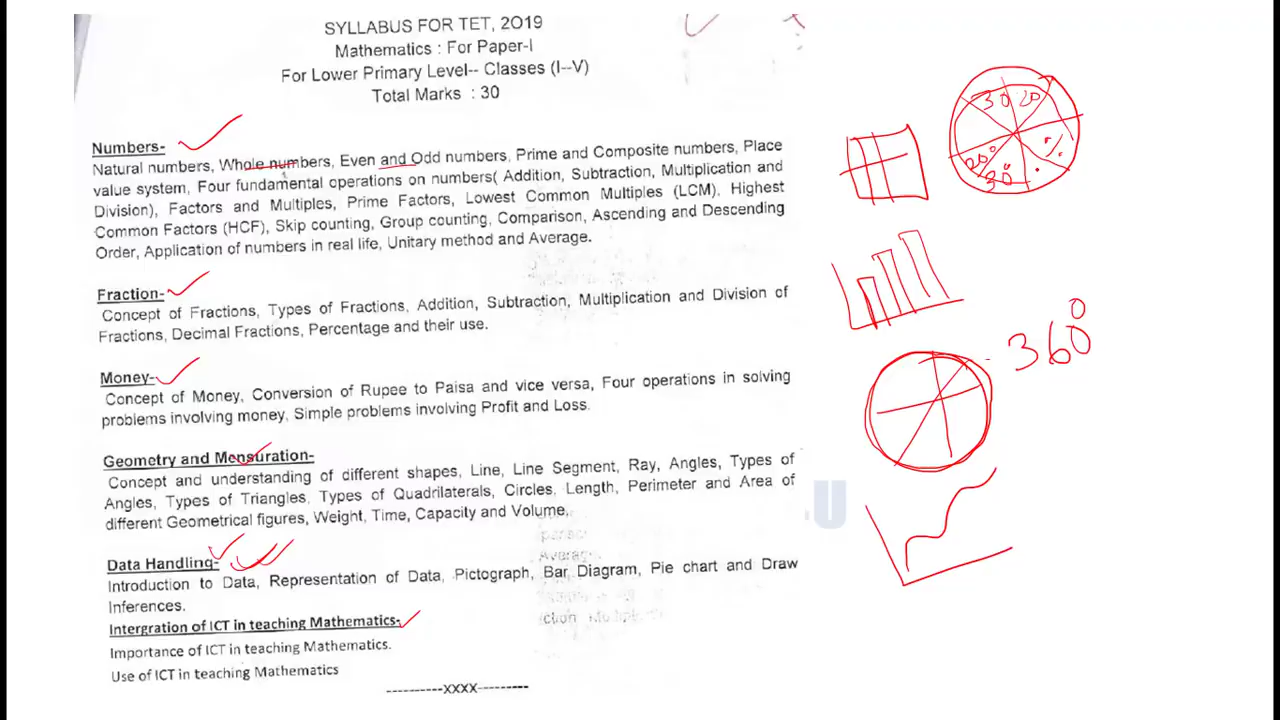 SYLLABUS FOR TET, 2019
Mathematics : For Paper-I
For Lower Primary Level-- Classes (I--V)
Total Marks : 30
Numbers-
Natural numbers, Whole numbers, Even and Odd numbers, Prime and Composite numbers, Place
value system, Four fundamental operations on numbers( Addition, Subtraction, Multiplication and
Division), Factors and Multiples, Prime Factors, Lowest Common Multiples (LCM), Highest
Common Factors (HCF), Skip counting, Group counting, Comparison, Ascending and Descending
Order, Application of numbers in real life, Unitary method and Average.
Fraction-
Concept of Fractions, Types of Fractions, Addition, Subtraction, Multiplication and Division of
Fractions, Decimal Fractions, Percentage and their use.
Money-
Concept of Money, Conversion of Rupee to Paisa and vice versa, Four operations in solving
problems involving money, Simple problems involving Profit and Loss.
Geometry and Mensuration-
Concept and understanding of different shapes, Line, Line Segment, Ray, Angles, Types of
Angles, Types of Triangles, Types of Quadrilaterals, Circles, Length, Perimeter and Area of
different Geometrical figures, Weight, Time, Capacity and Volume.
Data Handling-
Introduction to Data, Representation of Data, Pictograph, Bar Diagram, Pie chart and Draw
Inferences.
Intergration of ICT in teaching Mathematics-
Importance of ICT in teaching Mathematics.
Use of ICT in teaching Mathematics
----------XXXX---------
30 20
20°
30°
%
360°
U